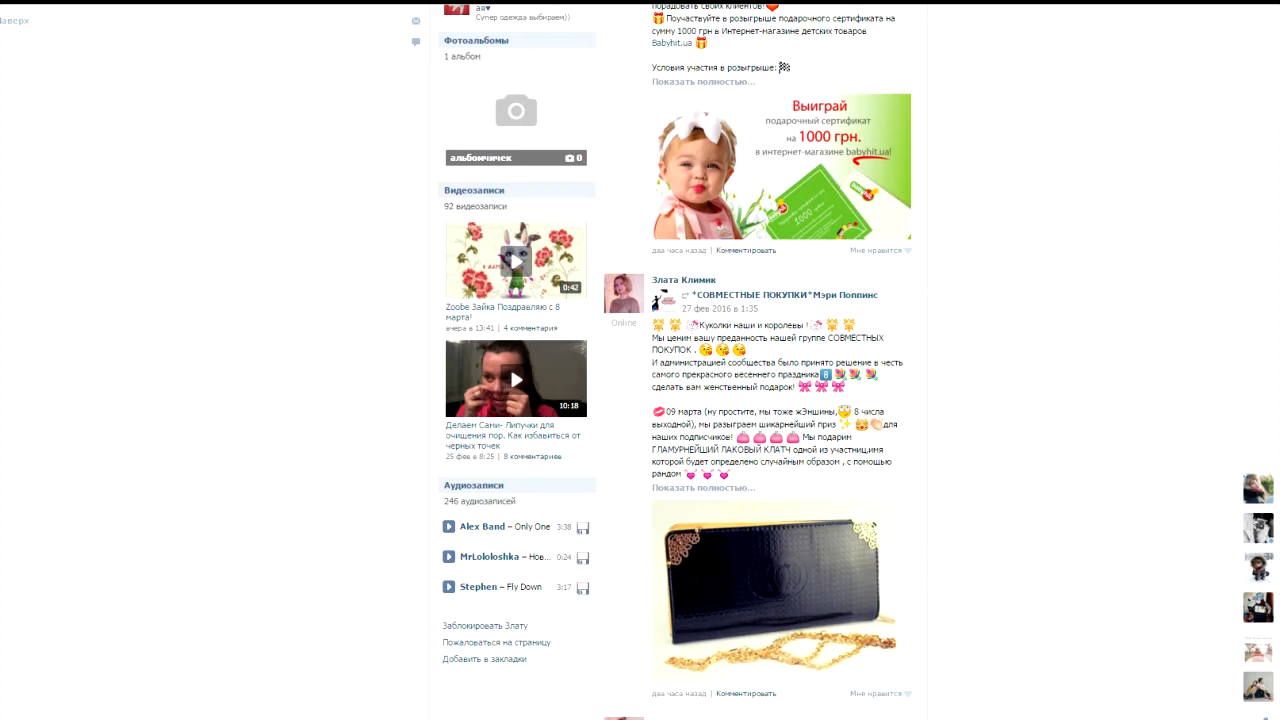 Наверх
ая♥
Супер одежда выбираем))
Фотоальбомы
1 альбом
альбомчичек
0
Видеозаписи
92 видеозаписи
0:42
Zoobe Зайка Поздравляю с 8
марта!
вчера в 13:41 | 4 комментария
10:18
Делаем Сами- Липучки для
очищения пор. Как избавиться от
черных точек
25 фев в 8:25 | 8 комментариев
Аудиозаписи
246 аудиозаписей
Alex Band – Only One 3:38
MrLololoshka – Нов... 0:24
Stephen – Fly Down 3:17
Заблокировать Злату
Пожаловаться на страницу
Добавить в закладки
порадовать своих клиентов!❤
🎁Поучаствуйте в розыгрыше подарочного сертификата на
сумму 1000 грн в Интернет-магазине детских товаров
Babyhit.ua 🎁
Условия участия в розыгрыше: 🏁
Показать полностью...
Выиграй
подарочный сертификат
на 1000 грн.
в интернет-магазине babyhit.ua!
babyhit
1000 грн
два часа назад | Комментировать Мне нравится
Злата Климик
*СОВМЕСТНЫЕ ПОКУПКИ*Мэри Поппинс
27 фев 2016 в 1:35
Online
Куколки наши и королевы !
Мы ценим вашу преданность нашей группе СОВМЕСТНЫХ
ПОКУПОК . 😘 😘 😘
И администрацией сообщества было принято решение в честь
самого прекрасного весеннего праздника8️⃣ 💐 💐 💐
сделать вам женственный подарок! 🎀 🎀 🎀
💋09 марта (ну простите, мы тоже жЭншины, 8 числа
выходной), мы разыграем шикарнейший приз ✨ для
наших подписчиков! 👛 👛 👛 👛 Мы подарим
ГЛАМУРНЕЙШИЙ ЛАКОВЫЙ КЛАТЧ одной из участниц,имя
которой будет определено случайным образом , с помощью
рандом 💓 💓 💓
Показать полностью...
два часа назад | Комментировать Мне нравится